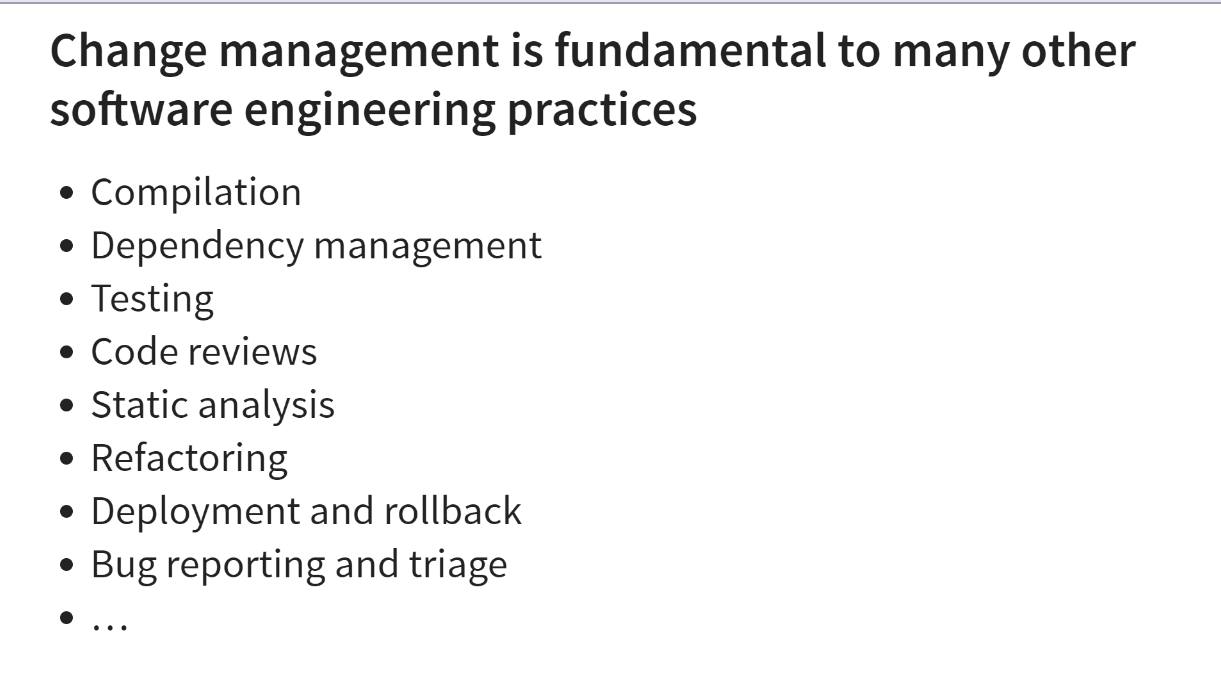 Change management is fundamental to many other
software engineering practices
• Compilation
• Dependency management
• Testing
• Code reviews
• Static analysis
• Refactoring
• Deployment and rollback
• Bug reporting and triage
• …